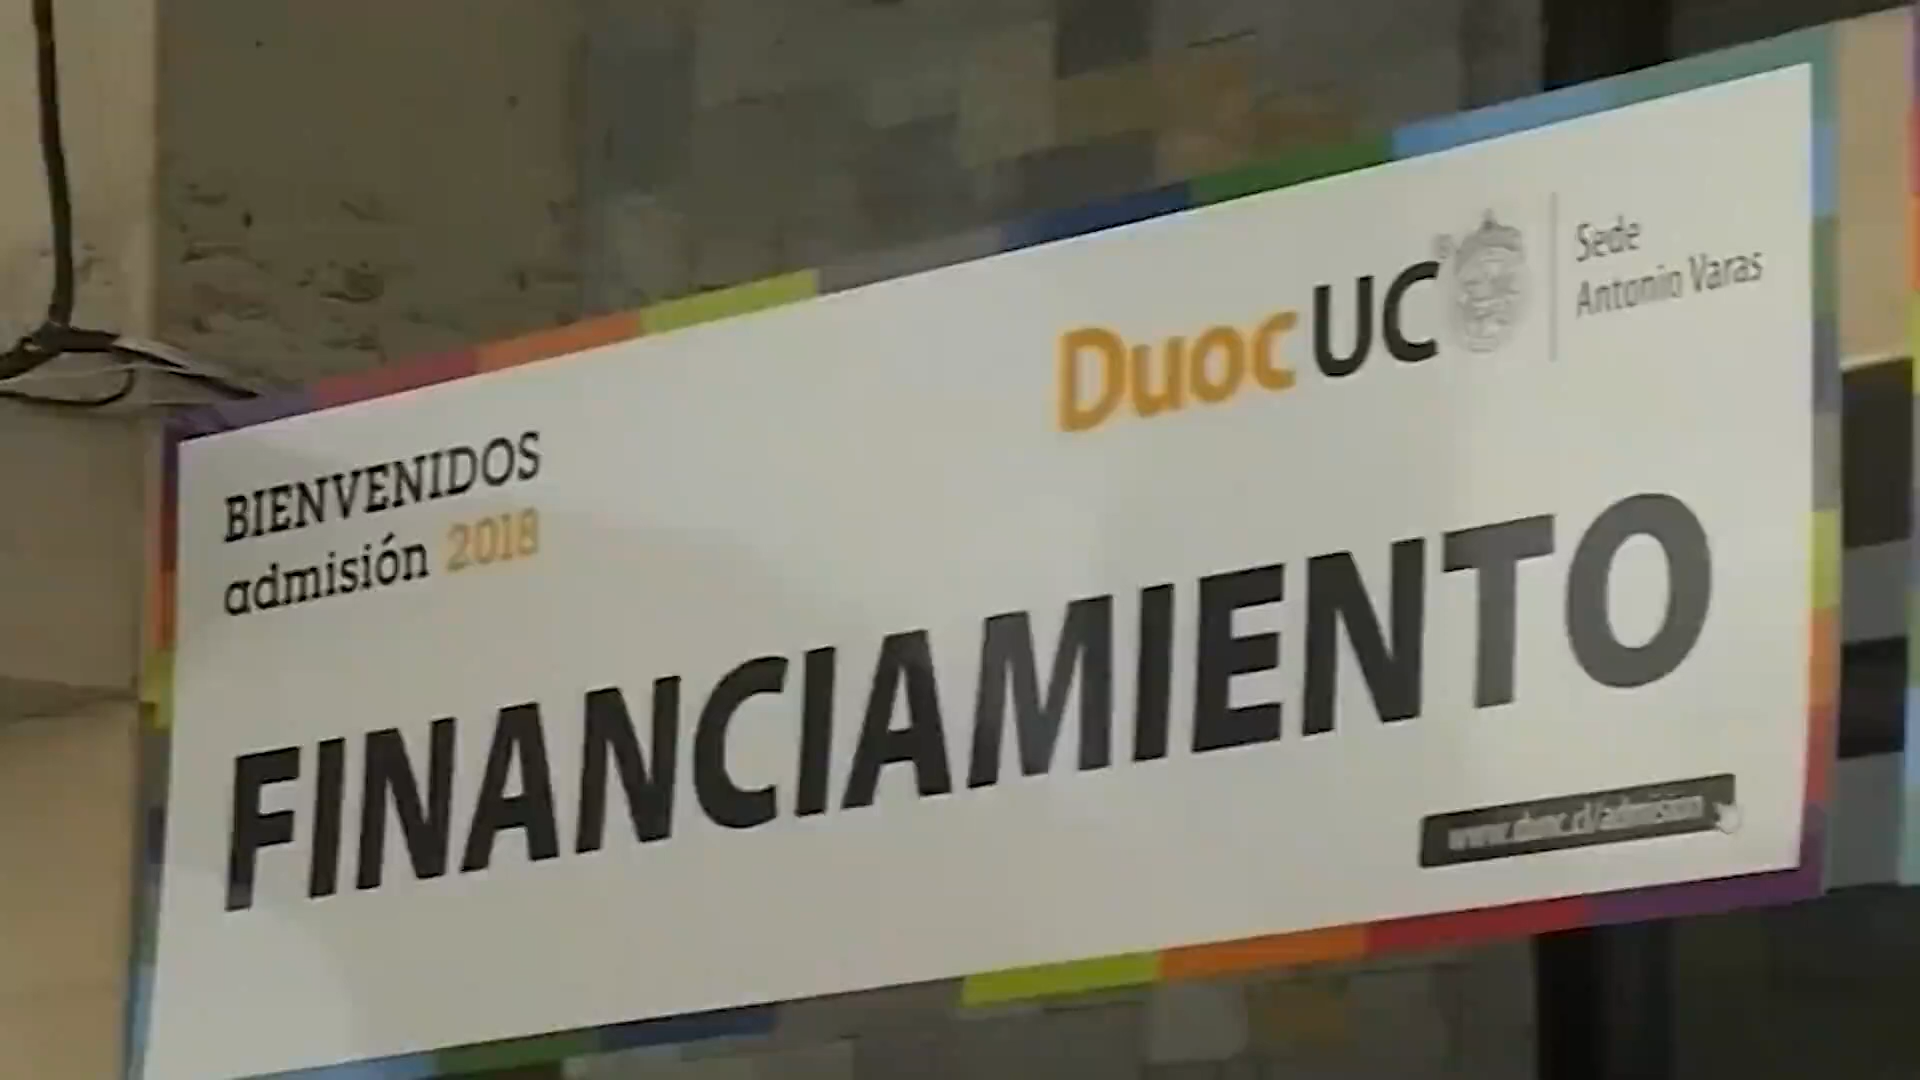 BIENVENIDOS
admisión 2018
Duoc UC
Sede
Antonio Varas
FINANCIAMIENTO
www.duoc.cl/admision